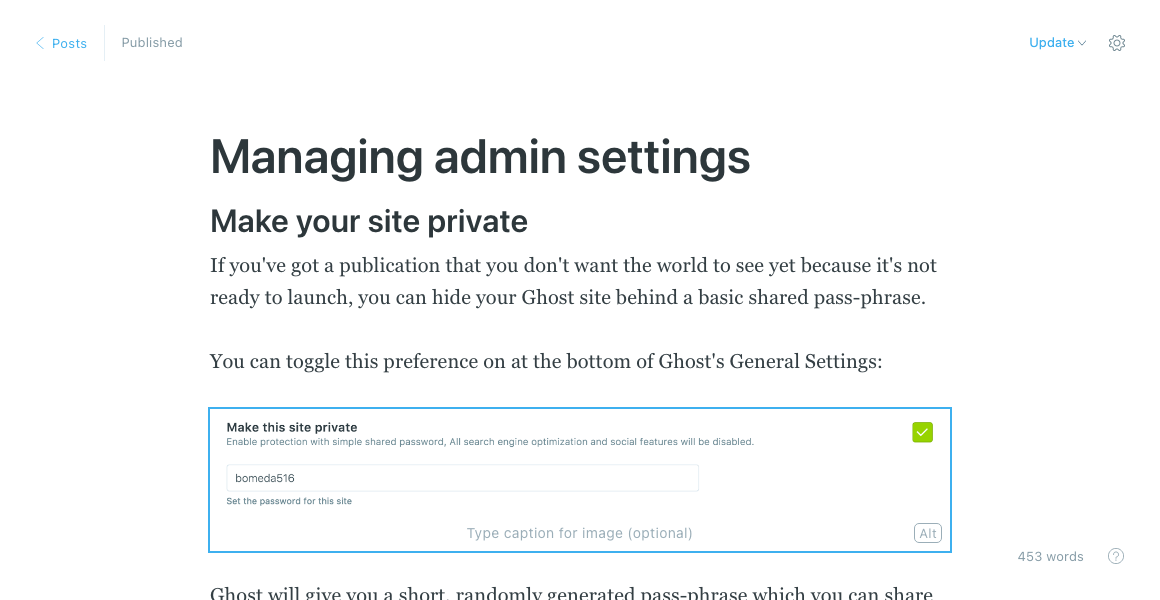 Posts
Published
Update
Managing admin settings
Make your site private
If you've got a publication that you don't want the world to see yet because it's not
ready to launch, you can hide your Ghost site behind a basic shared pass-phrase.
You can toggle this preference on at the bottom of Ghost's General Settings:
Make this site private
Enable protection with simple shared password, All search engine optimization and social features will be disabled.
bomeda516
Set the password for this site
Type caption for image (optional)
Alt
453 words
?
Ghost will give you a short, randomly generated pass-phrase which you can share